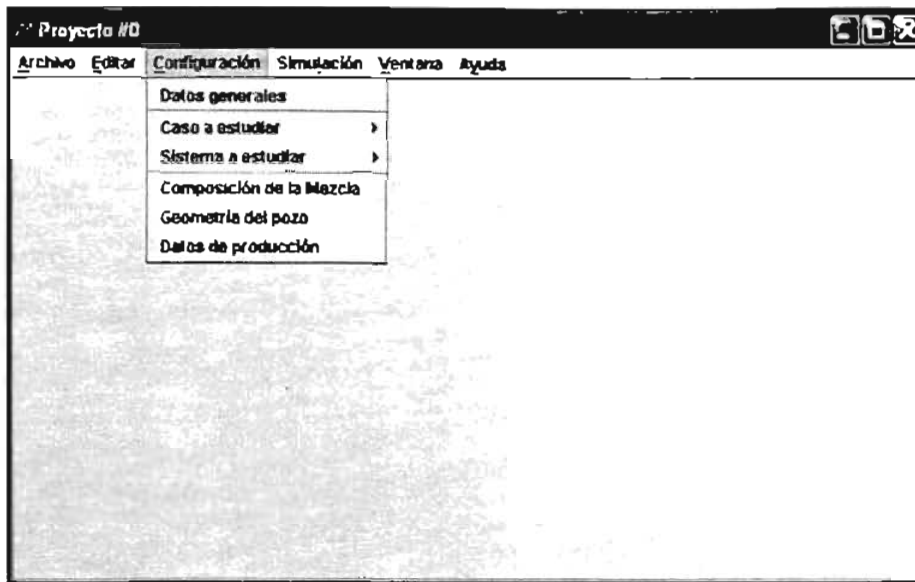 Proyecto #0
Archivo Editar Configuración Simulación Ventana Ayuda
Datos generales
Caso a estudiar
Sistema a estudiar
Composición de la Mezcla
Geometría del pozo
Datos de producción